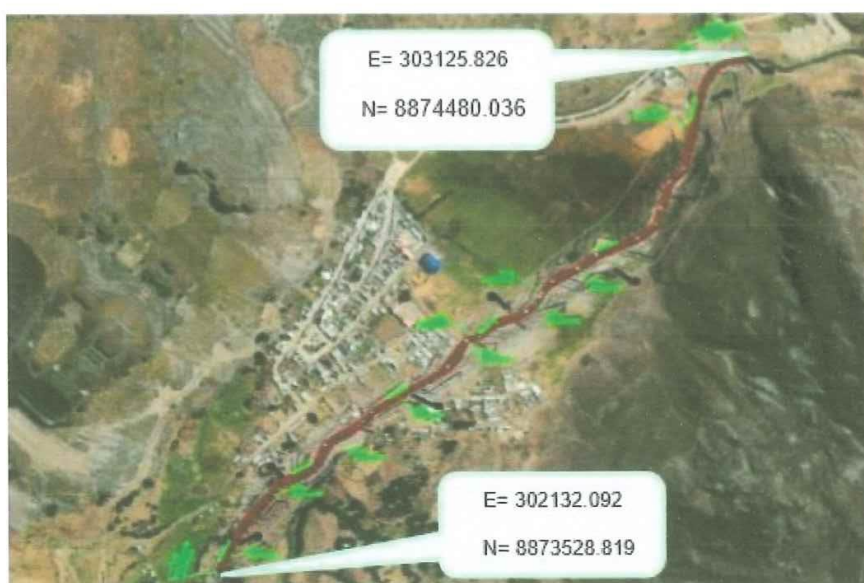 E= 303125.826
N= 8874480.036
E= 302132.092
N= 8873528.819